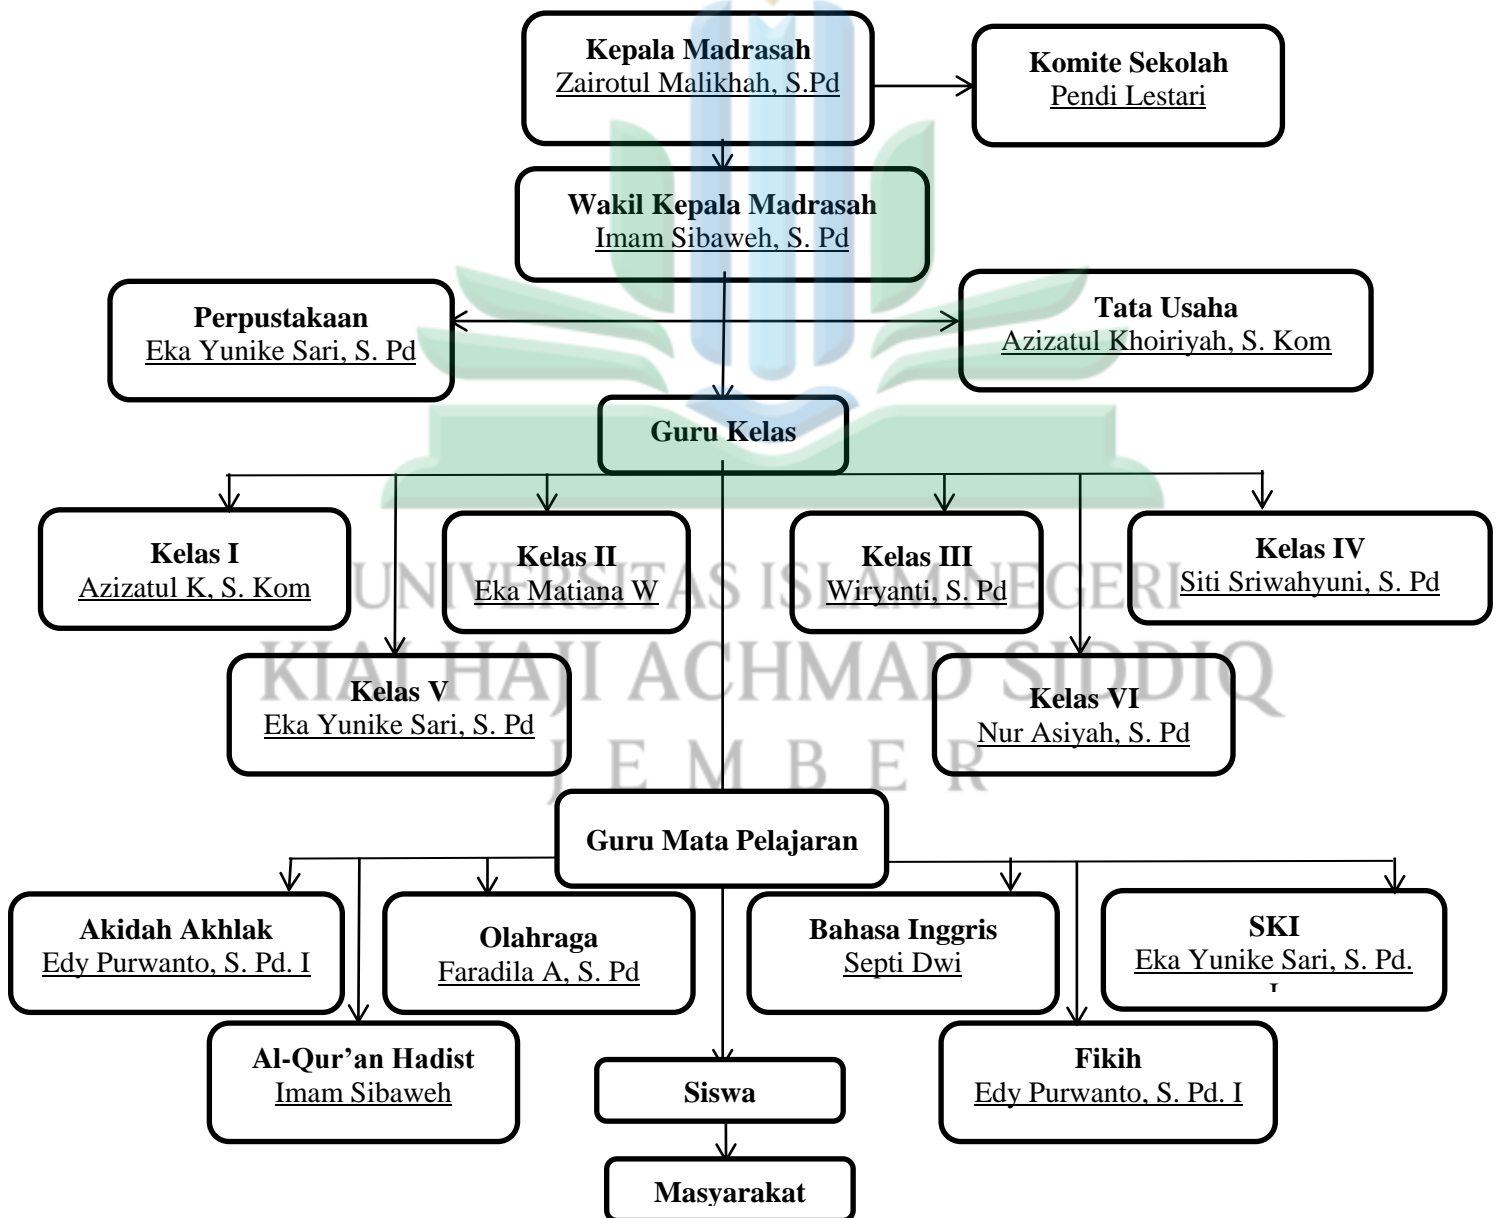 Kepala Madrasah
Zairotul Malikhah, S.Pd
Komite Sekolah
Pendi Lestari
Wakil Kepala Madrasah
Imam Sibaweh, S. Pd
Perpustakaan
Eka Yunike Sari, S. Pd
Tata Usaha
Azizatul Khoiriyah, S. Kom
Guru Kelas
Kelas I
Azizatul K, S. Kom
Kelas II
Eka Matiana W
Kelas III
Wiryanti, S. Pd
Kelas IV
Siti Sriwahyuni, S. Pd
UNIVERSITAS ISLAM NEGERI
KIAI HAJI ACHMAD SIDDIQ
JEMBER
Kelas V
Eka Yunike Sari, S. Pd
Kelas VI
Nur Asiyah, S. Pd
Guru Mata Pelajaran
Akidah Akhlak
Edy Purwanto, S. Pd. I
Olahraga
Faradila A, S. Pd
Bahasa Inggris
Septi Dwi
SKI
Eka Yunike Sari, S. Pd.
I
Al-Qur’an Hadist
Imam Sibaweh
Siswa
Fikih
Edy Purwanto, S. Pd. I
Masyarakat